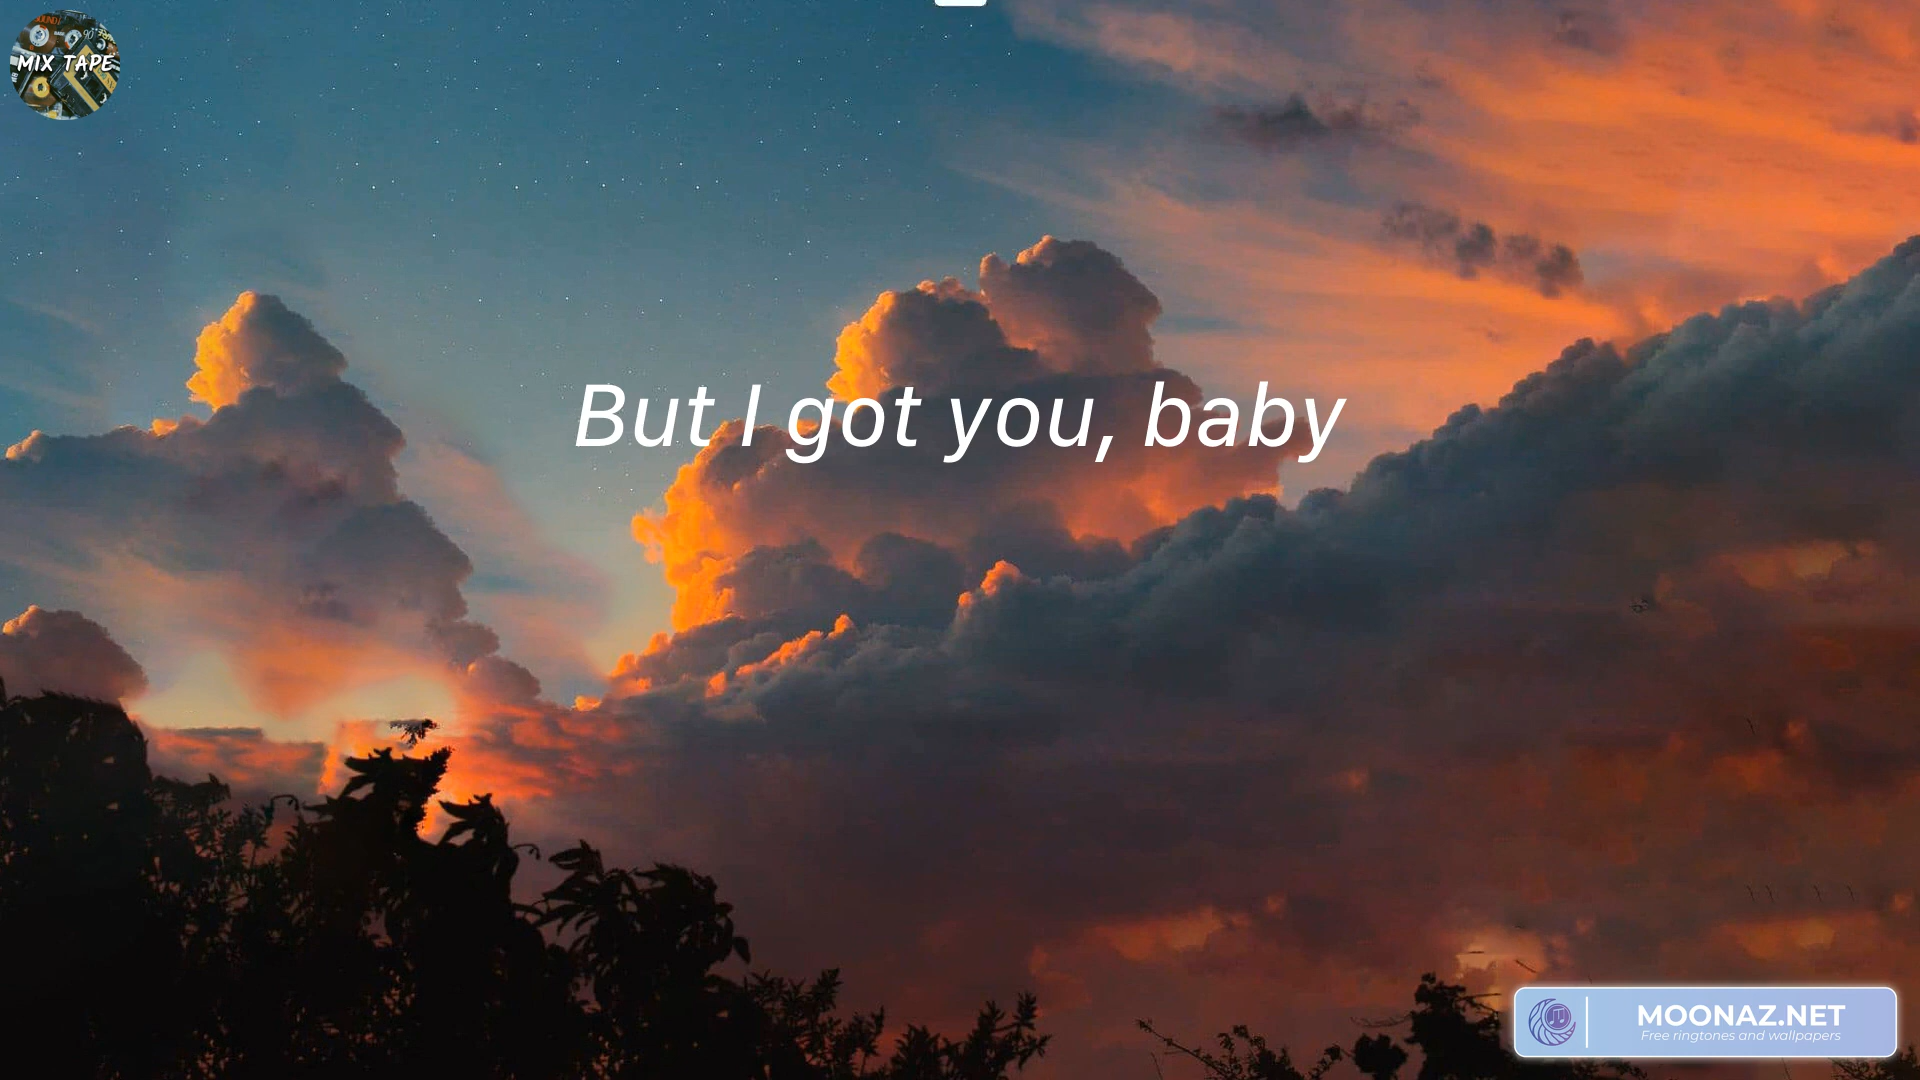 MIX TAPE
But I got you, baby
MOONAZ.NET
Free ringtones and wallpapers